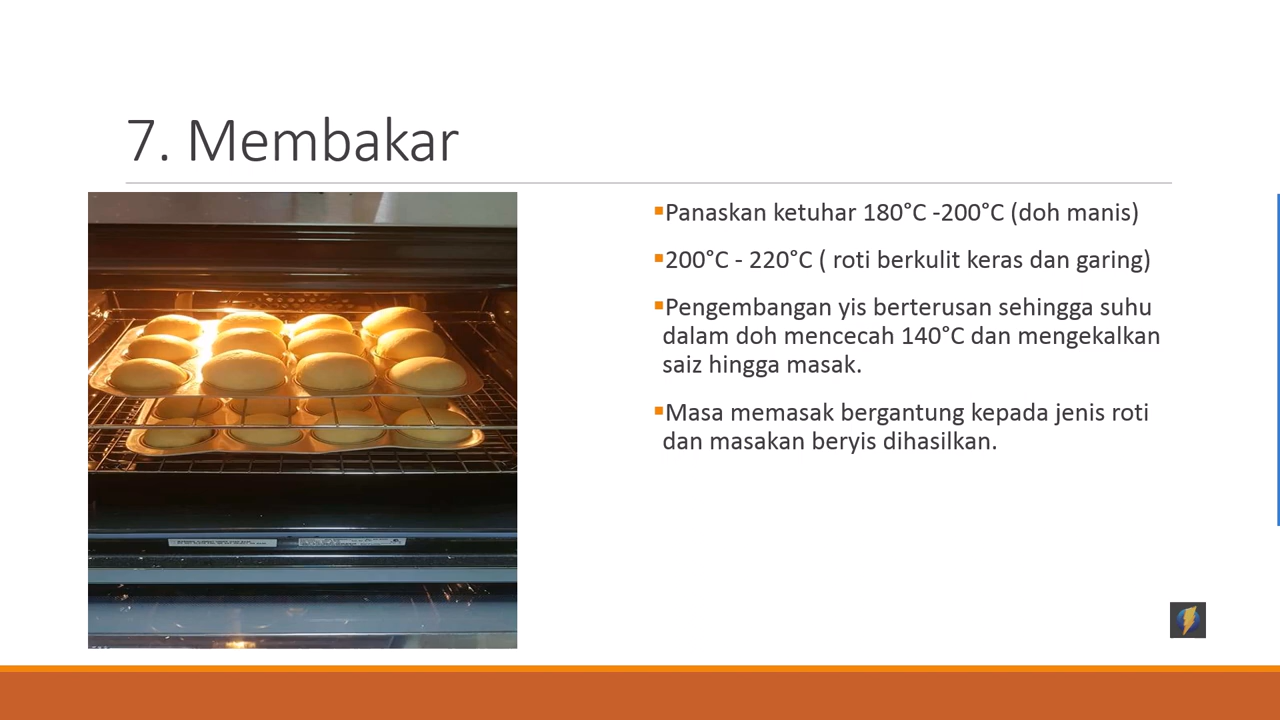 7. Membakar
▪Panaskan ketuhar 180°C -200°C (doh manis)
▪200°C - 220°C ( roti berkulit keras dan garing)
▪Pengembangan yis berterusan sehingga suhu
dalam doh mencecah 140°C dan mengekalkan
saiz hingga masak.
▪Masa memasak bergantung kepada jenis roti
dan masakan beryis dihasilkan.